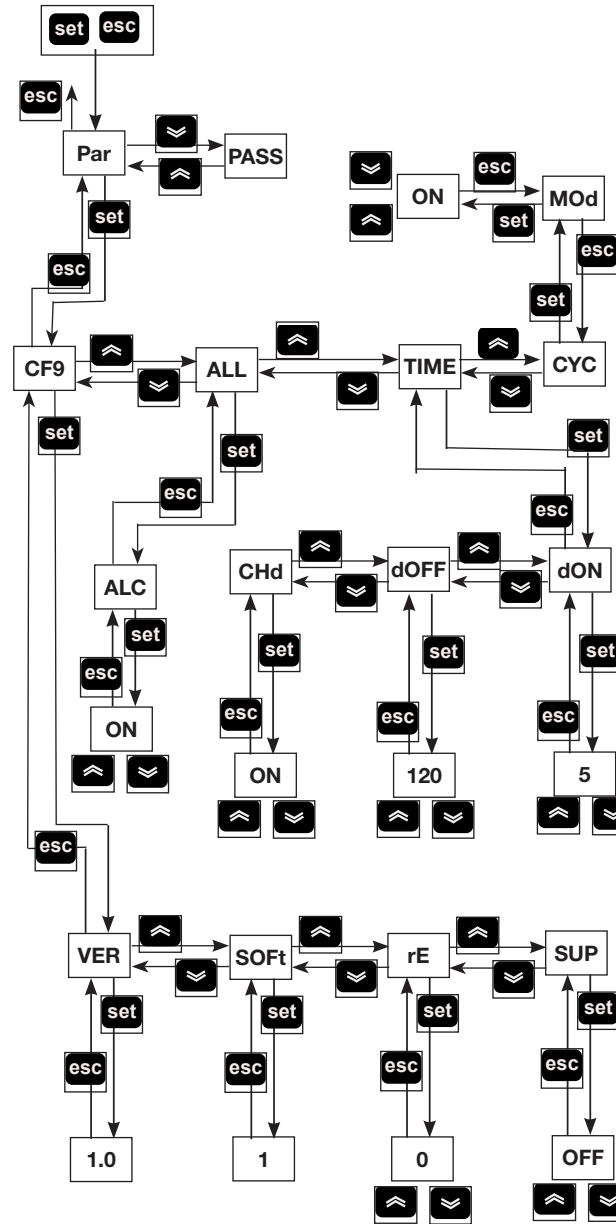 set esc
esc
Par PASS
set
esc
ON esc MOd
set
esc
set
CF9 ALL TIME CYC
set
set
set
esc
esc
ALC CHd dOFF dON
set
set
set
set
esc
esc
esc
esc
ON ON 120 5
esc
VER SOFt rE SUP
set set set set
esc esc esc esc
1.0 1 0 OFF